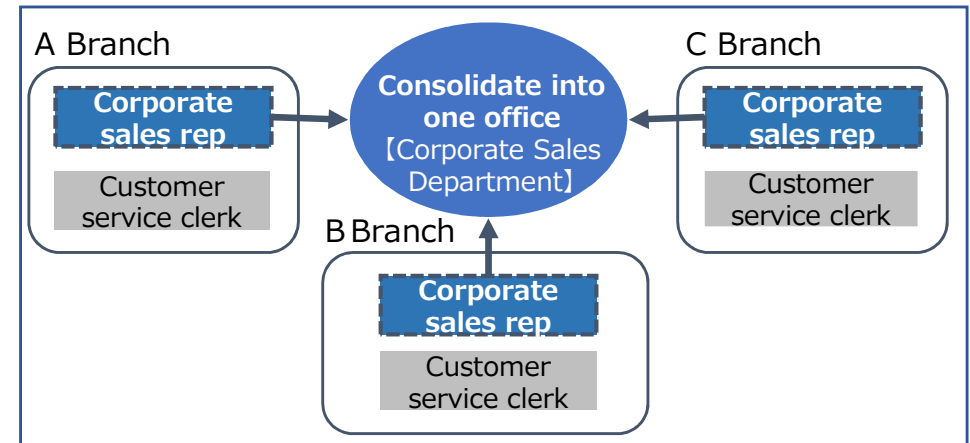 A Branch
Corporate
sales rep
Customer
service clerk
Consolidate into
one office
【Corporate Sales
Department】
C Branch
Corporate
sales rep
Customer
service clerk
B Branch
Corporate
sales rep
Customer
service clerk